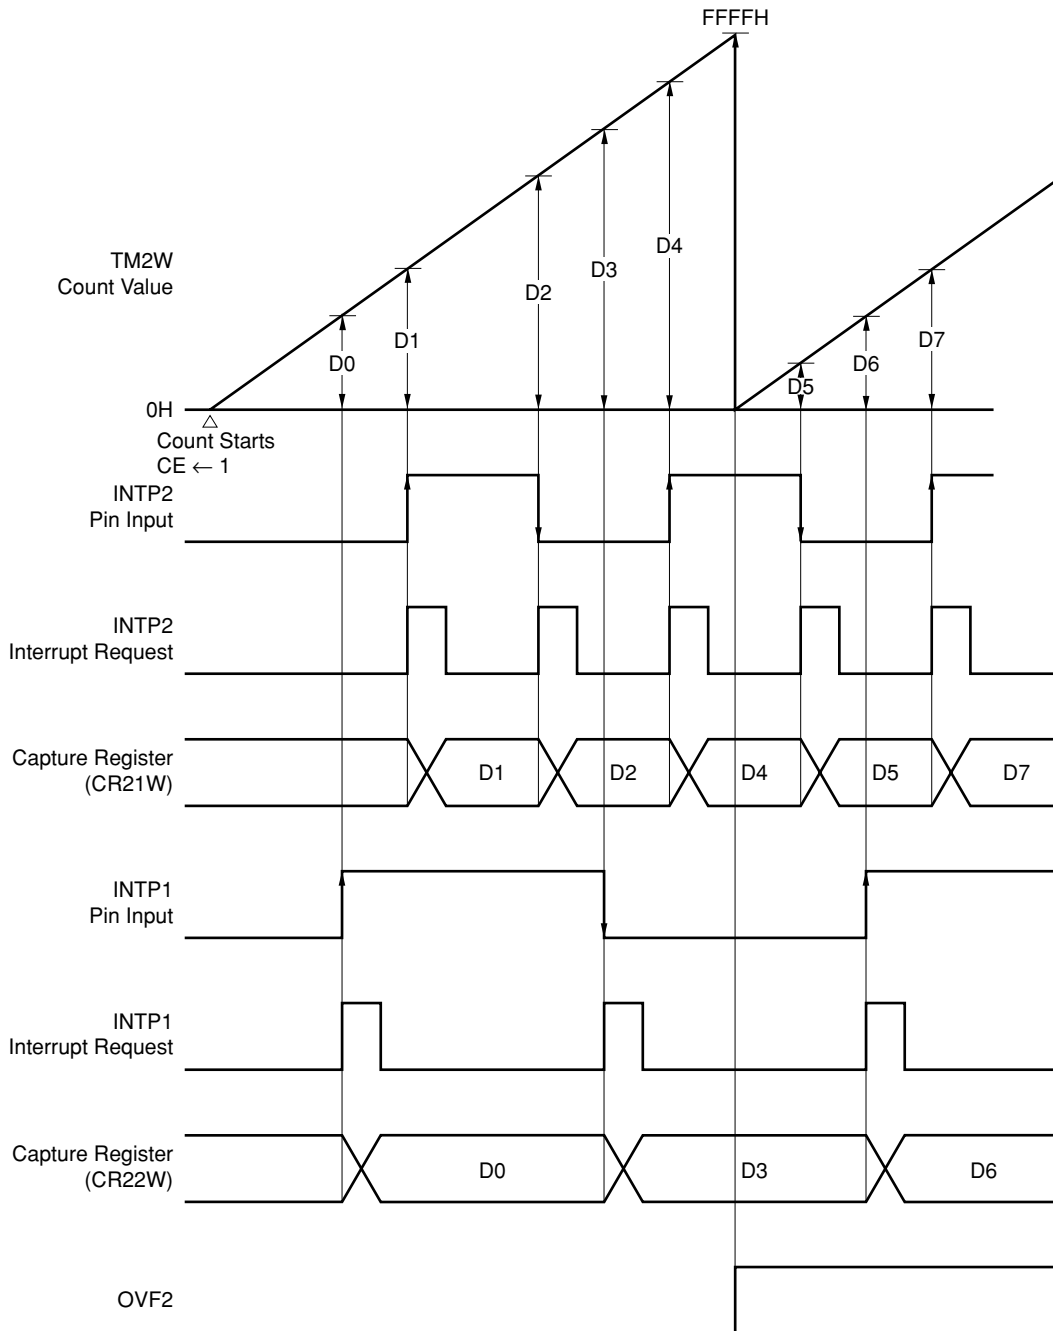 FFFFH
TM2W
Count Value
D0
D1
D2
D3
D4
D5
D6
D7
0H
Count Starts
CE ← 1
INTP2
Pin Input
INTP2
Interrupt Request
Capture Register
(CR21W)
D1
D2
D4
D5
D7
INTP1
Pin Input
INTP1
Interrupt Request
Capture Register
(CR22W)
D0
D3
D6
OVF2